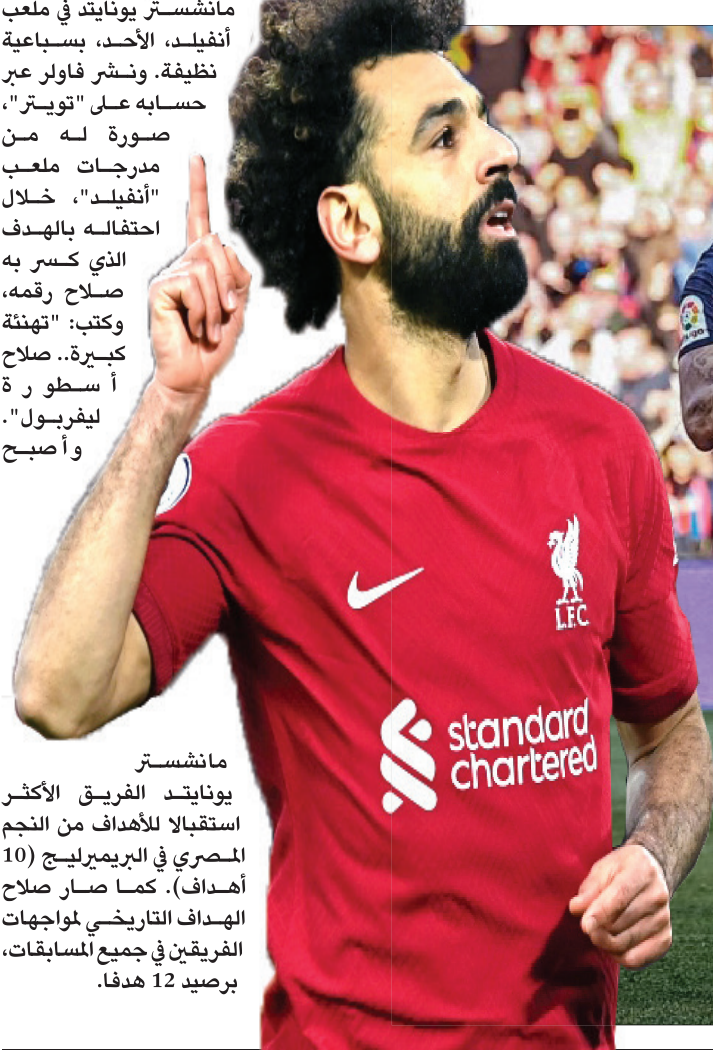 مانشستر يونايتد في ملعب
أنفيلد، الأحد، بسباعية
نظيفة. ونشر فاولر عبر
حسابه على "تويتر"،
صورة له من
مدرجات ملعب
"أنفيلد"، خلال
احتفاله بالهدف
الذي كسر به
صلاح رقمه،
وكتب: "تهنئة
كبيرة.. صلاح
أسطورة
ليفربول".
وأصبح
L.F.C.
standard
chartered
مانشستر
يونايتد الفريق الأكثر
استقبالا للأهداف من النجم
المصري في البريميرليج (10
أهداف). كما صار صلاح
الهداف التاريخي لمواجهات
الفريقين في جميع المسابقات،
برصيد 12 هدفا.